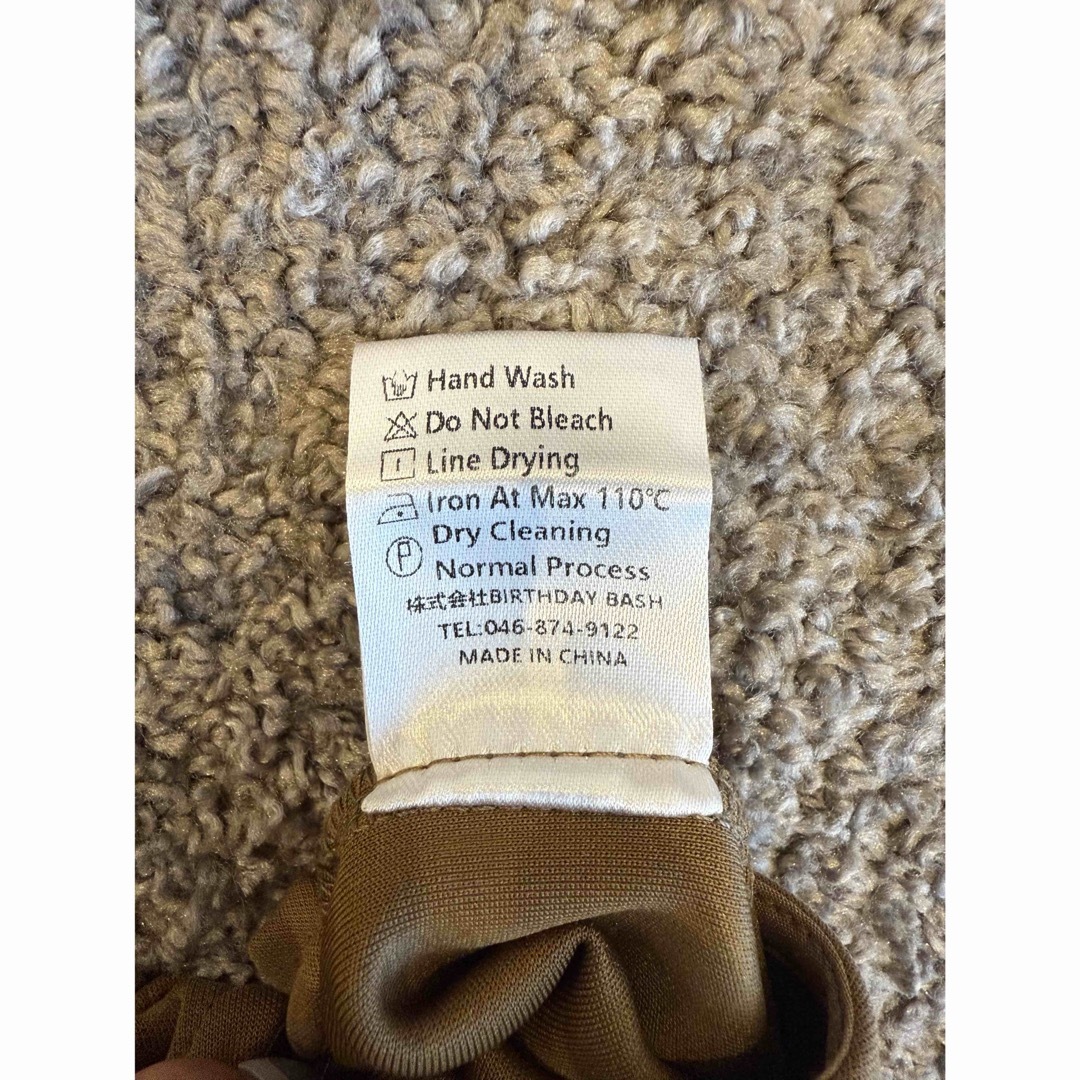 Hand Wash
Do Not Bleach
Line Drying
Iron At Max 110℃
Dry Cleaning
Normal Process
株式会社BIRTHDAY BASH
TEL:046-874-9122
MADE IN CHINA